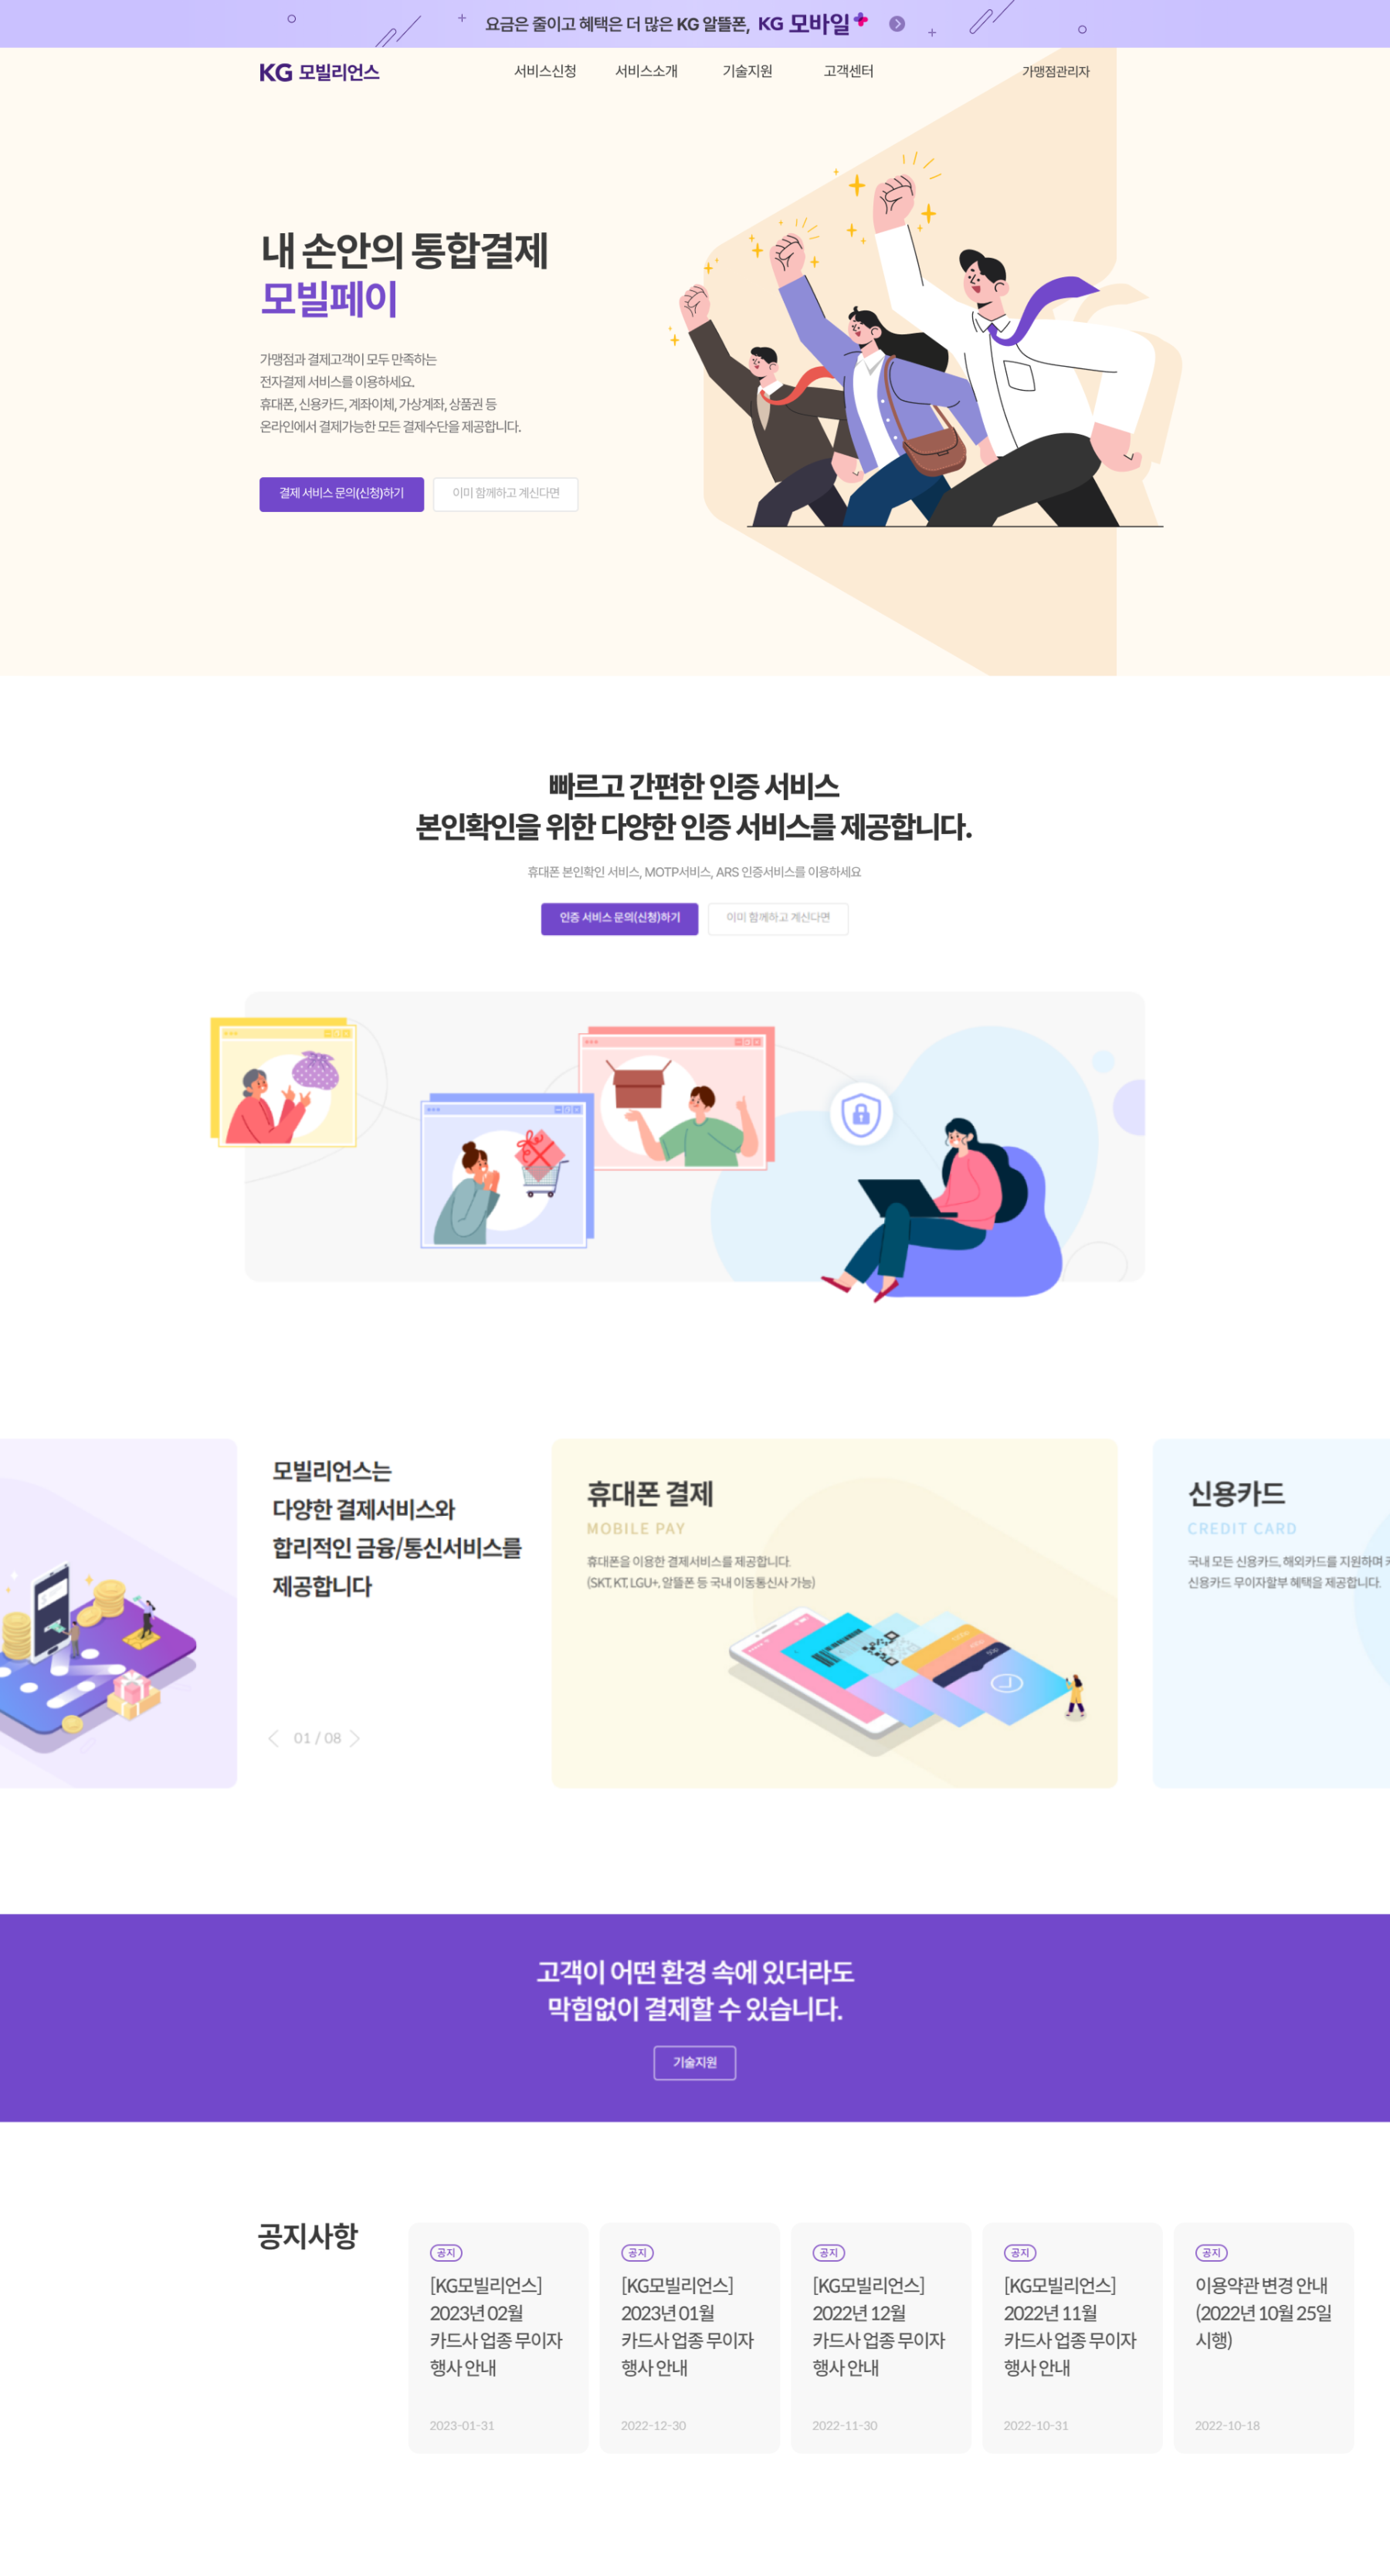 요금은 줄이고 혜택은 더 많은 KG 알뜰폰, KG 모바일
KG 모빌리언스
서비스신청
서비스소개
기술지원
고객센터
가맹점관리자
내 손안의 통합결제
모빌페이
가맹점과 결제고객이 모두 만족하는
전자결제 서비스를 이용하세요.
휴대폰, 신용카드, 계좌이체, 가상계좌, 상품권 등
온라인에서 결제가능한 모든 결제수단을 제공합니다.
결제 서비스 문의(신청)하기
이미 함께하고 계신다면
빠르고 간편한 인증 서비스
본인확인을 위한 다양한 인증 서비스를 제공합니다.
휴대폰 본인확인 서비스, MOTP서비스, ARS 인증서비스를 이용하세요
인증 서비스 문의(신청)하기
이미 함께하고 계신다면
모빌리언스는
다양한 결제서비스와
합리적인 금융/통신서비스를
제공합니다
01 / 08
휴대폰 결제
MOBILE PAY
휴대폰을 이용한 결제서비스를 제공합니다.
(SKT, KT, LGU+, 알뜰폰 등 국내 이동통신사 가능)
신용카드
CREDIT CARD
국내 모든 신용카드, 해외카드를 지원하며
신용카드 무이자할부 혜택을 제공합니다.
고객이 어떤 환경 속에 있더라도
막힘없이 결제할 수 있습니다.
기술지원
공지사항
공지
[KG모빌리언스]
2023년 02월
카드사 업종 무이자
행사 안내
2023-01-31
공지
[KG모빌리언스]
2023년 01월
카드사 업종 무이자
행사 안내
2022-12-30
공지
[KG모빌리언스]
2022년 12월
카드사 업종 무이자
행사 안내
2022-11-30
공지
[KG모빌리언스]
2022년 11월
카드사 업종 무이자
행사 안내
2022-10-31
공지
이용약관 변경 안내
(2022년 10월 25일
시행)
2022-10-18